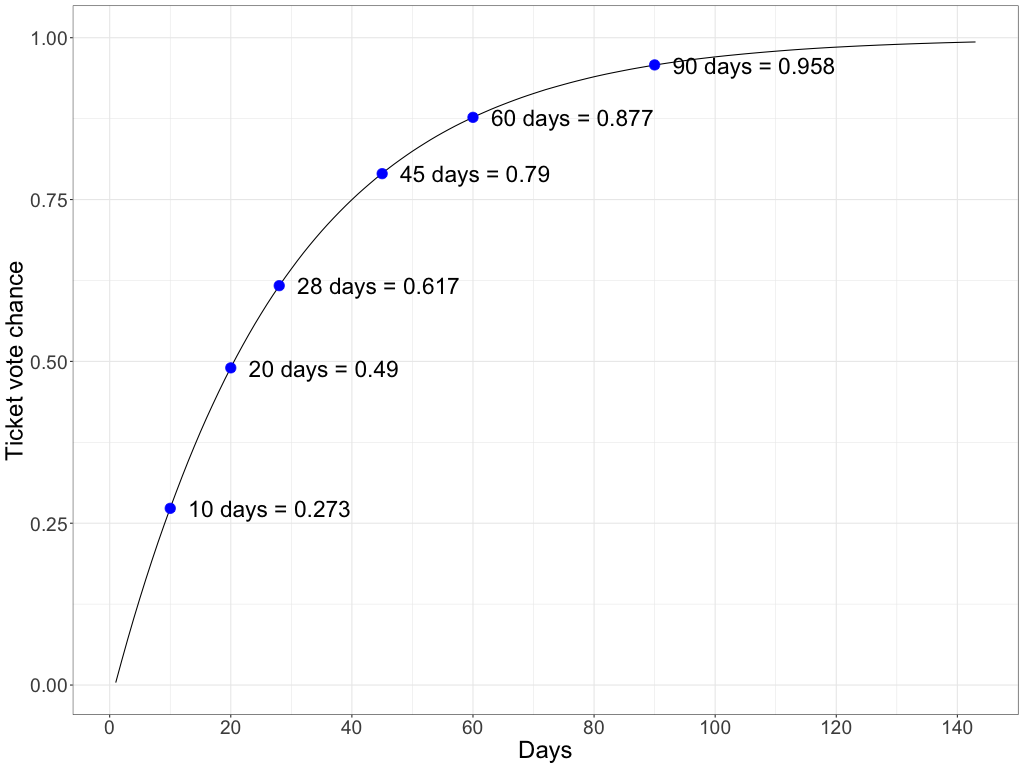 1.00
90 days = 0.958
60 days = 0.877
45 days = 0.79
0.75
28 days = 0.617
0.50
20 days = 0.49
10 days = 0.273
0.25
0.00
Ticket vote chance
0 20 40 60 80 100 120 140
Days